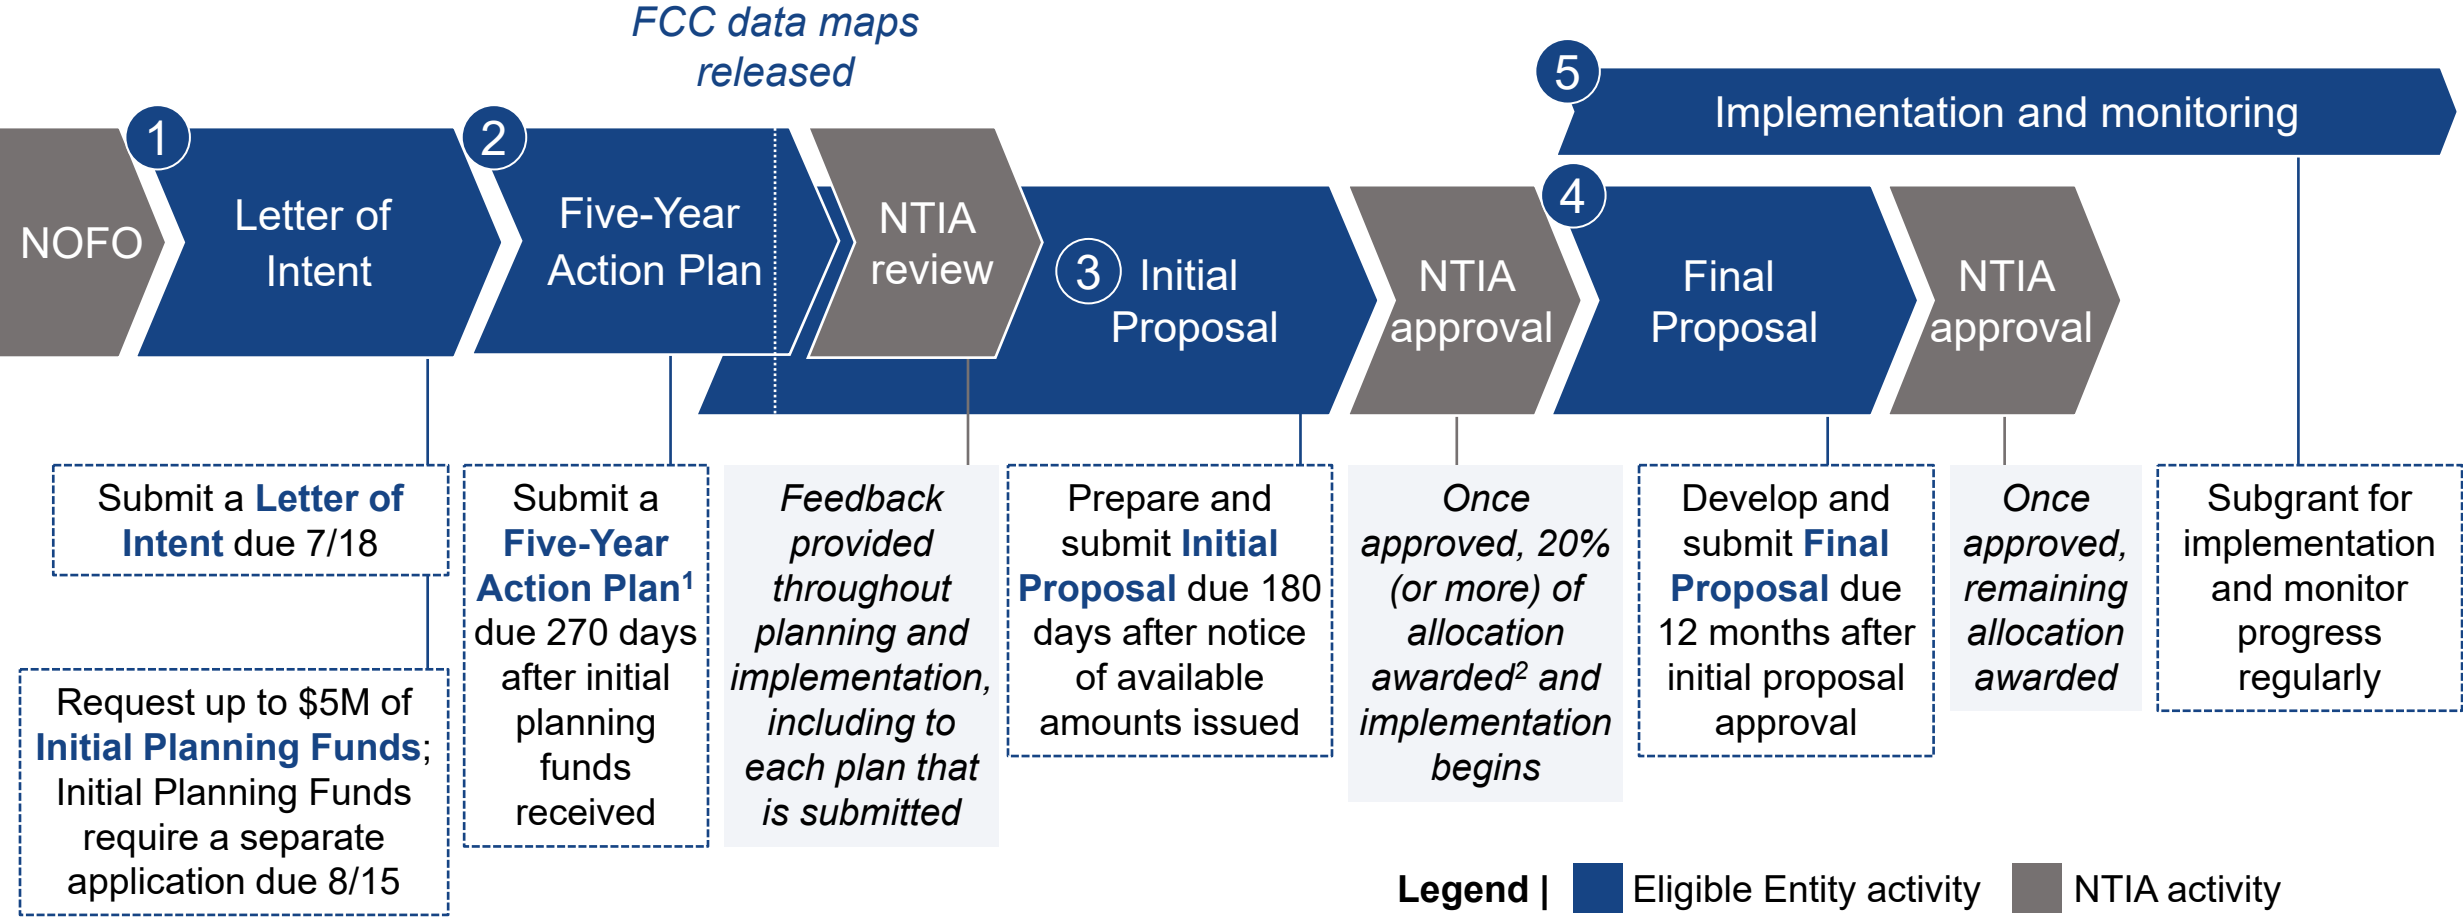 FCC data maps
released
5
Implementation and monitoring
NOFO
1
Letter of
Intent
2
Five-Year
Action Plan
NTIA
review
3
Initial
Proposal
NTIA
approval
4
Final
Proposal
NTIA
approval
Submit a Letter of
Intent due 7/18
Request up to $5M of
Initial Planning Funds;
Initial Planning Funds
require a separate
application due 8/15
Submit a
Five-Year
Action Plan¹
due 270 days
after initial
planning
funds
received
Feedback
provided
throughout
planning and
implementation,
including to
each plan that
is submitted
Prepare and
submit Initial
Proposal due 180
days after notice
of available
amounts issued
Once
approved, 20%
(or more) of
allocation
awarded² and
implementation
begins
Develop and
submit Final
Proposal due
12 months after
initial proposal
approval
Once
approved,
remaining
allocation
awarded
Subgrant for
implementation
and monitor
progress
regularly
Legend | Eligible Entity activity NTIA activity